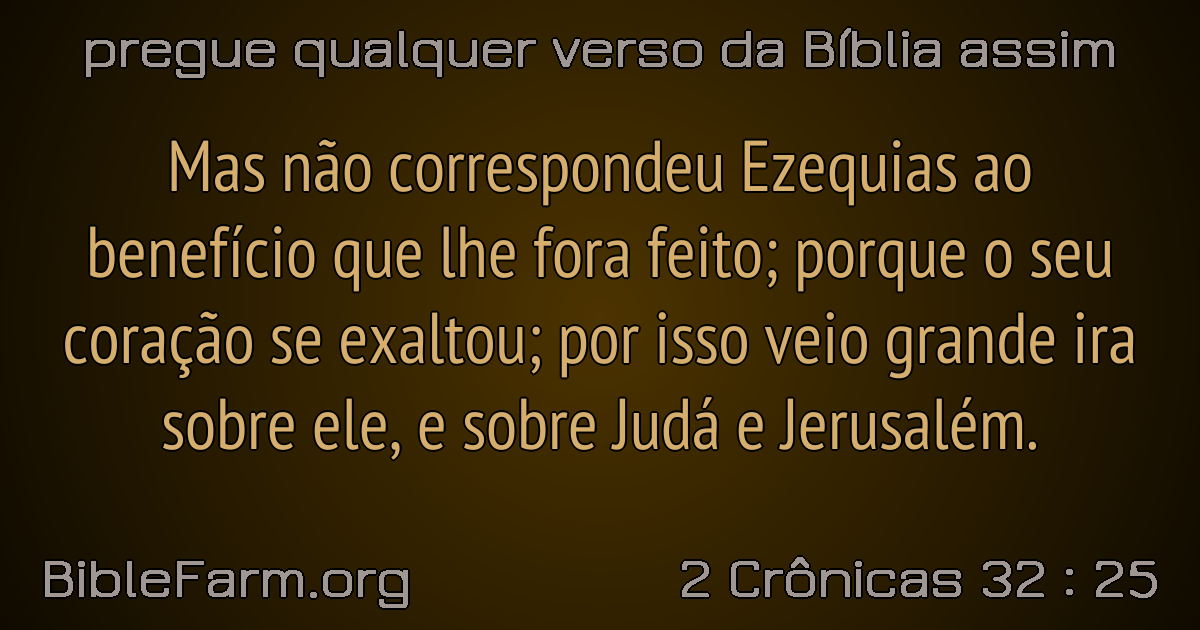 pregue qualquer verso da Bíblia assim
Mas não correspondeu Ezequias ao
benefício que lhe fora feito; porque o seu
coração se exaltou; por isso veio grande ira
sobre ele, e sobre Judá e Jerusalém.
BibleFarm.org
2 Crônicas 32 : 25